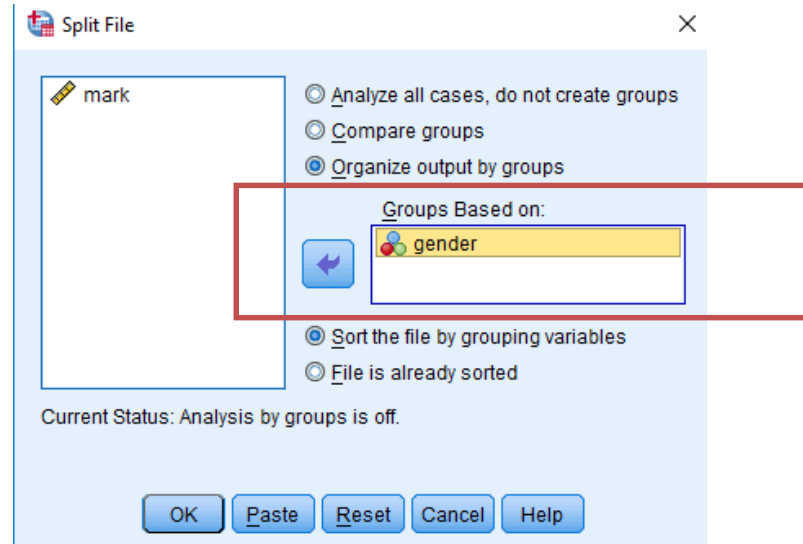 Split File
mark
Analyze all cases, do not create groups
Compare groups
Organize output by groups
Groups Based on:
gender
Sort the file by grouping variables
File is already sorted
Current Status: Analysis by groups is off.
OK Paste Reset Cancel Help